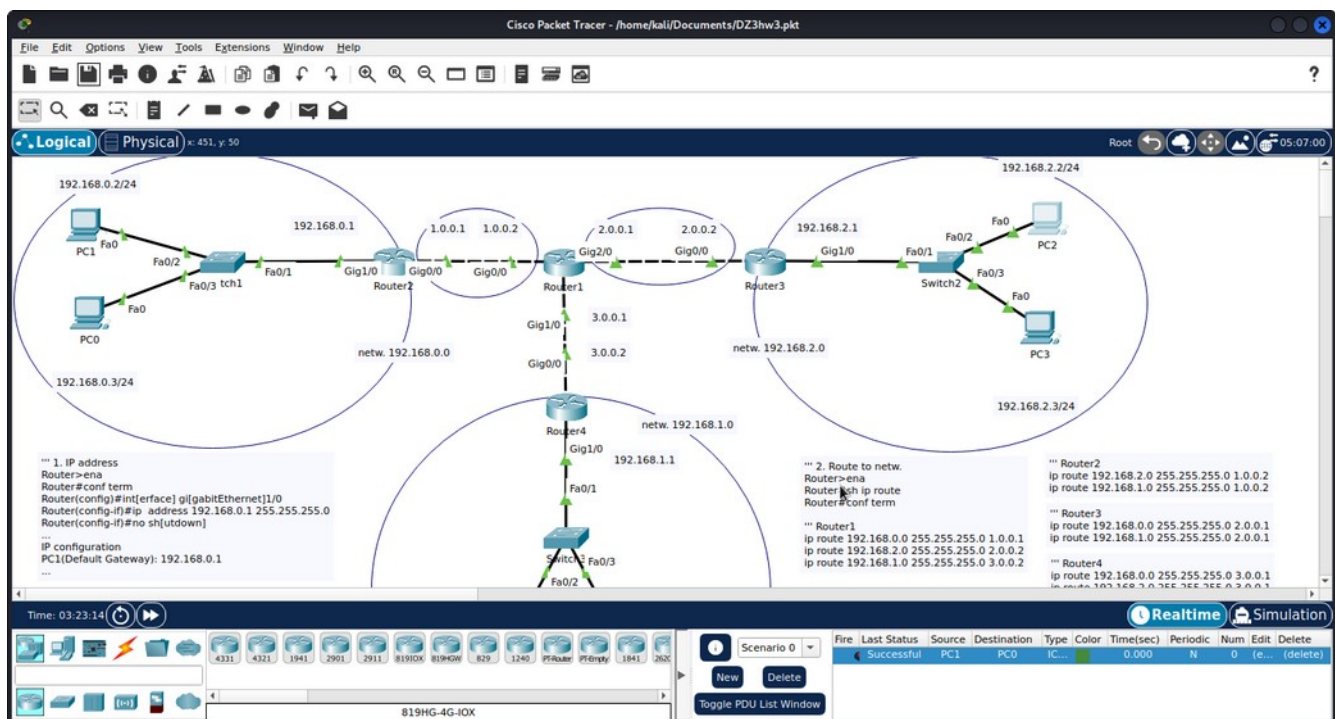 Cisco Packet Tracer - /home/kali/Documents/DZ3hw3.pkt
File Edit Options View Tools Extensions Window Help
?
Logical Physical x: 451, y: 50 Root 05:07:00
192.168.0.2/24
PC1
Fa0
Fa0/2
Fa0/3
tch1
Fa0/1
Fa0
PC0
192.168.0.3/24
192.168.0.1
Gig1/0
Router2
Gig0/0
netw. 192.168.0.0
1.0.0.1 1.0.0.2
Gig0/0
Router1
Gig2/0
2.0.0.1 2.0.0.2
Gig0/0
Router3
Gig1/0
192.168.2.1
netw. 192.168.2.0
192.168.2.2/24
Fa0/1
Fa0/2
Fa0
PC2
Switch2
Fa0/3
Fa0
PC3
192.168.2.3/24
Gig1/0
3.0.0.1
3.0.0.2
Gig0/0
Router4
netw. 192.168.1.0
Gig1/0
192.168.1.1
Fa0/1
Switch3
Fa0/3
Fa0/2
''' 1. IP address
Router>ena
Router#conf term
Router(config)#int[erface] gi[gabitEthernet]1/0
Router(config-if)#ip address 192.168.0.1 255.255.255.0
Router(config-if)#no sh[utdown]
...
IP configuration
PC1(Default Gateway): 192.168.0.1
...
''' 2. Route to netw.
Router>ena
Router#sh ip route
Router#conf term
''' Router1
ip route 192.168.0.0 255.255.255.0 1.0.0.1
ip route 192.168.2.0 255.255.255.0 2.0.0.2
ip route 192.168.1.0 255.255.255.0 3.0.0.2
''' Router2
ip route 192.168.2.0 255.255.255.0 1.0.0.2
ip route 192.168.1.0 255.255.255.0 1.0.0.2
''' Router3
ip route 192.168.0.0 255.255.255.0 2.0.0.1
ip route 192.168.1.0 255.255.255.0 2.0.0.1
''' Router4
ip route 192.168.0.0 255.255.255.0 3.0.0.1
ip route 192.168.2.0 255.255.255.0 3.0.0.1
Time: 03:23:14 Realtime Simulation
4331 4321 1941 2901 2911 819IOX 819HGW 829 1240 PT-Router PT-Empty 1841
819HG-4G-IOX
Scenario 0
New Delete
Toggle PDU List Window
Fire Last Status Source Destination Type Color Time(sec) Periodic Num Edit Delete
Successful PC1 PC0 IC... 0.000 N 0 (e... (delete)